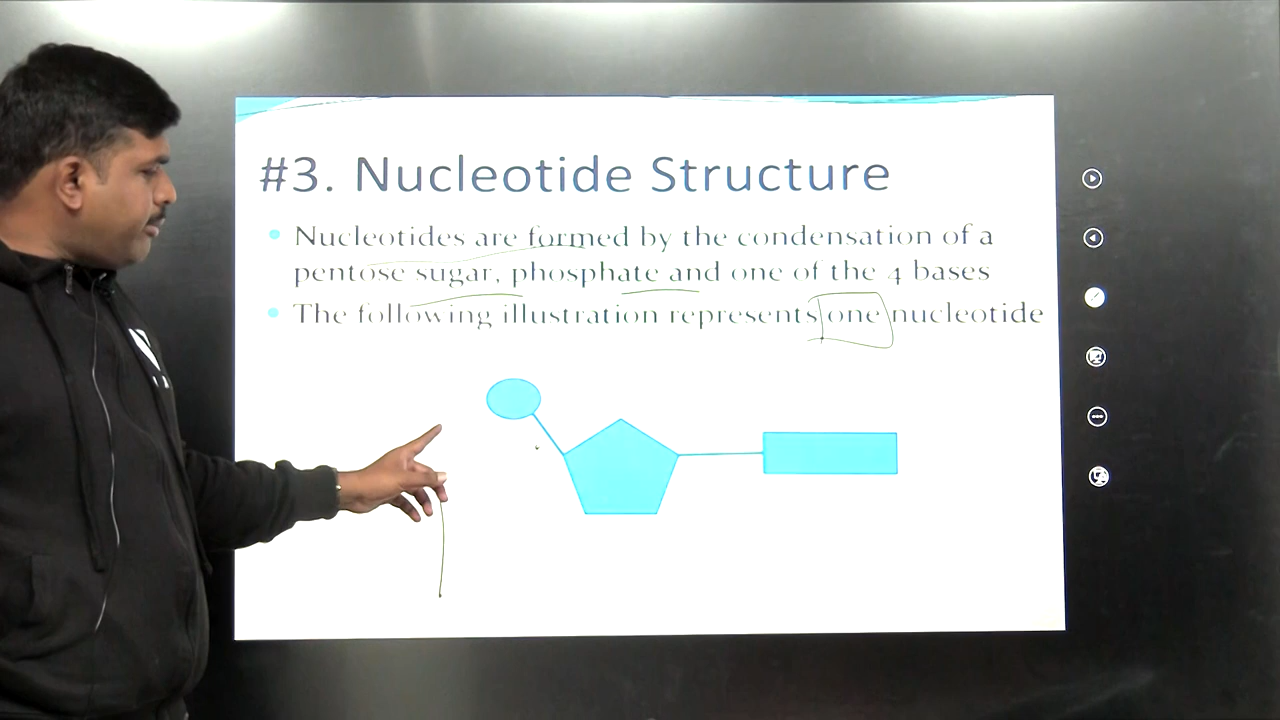 #3. Nucleotide Structure
Nucleotides are formed by the condensation of a
pentose sugar, phosphate and one of the 4 bases
The following illustration represents one nucleotide